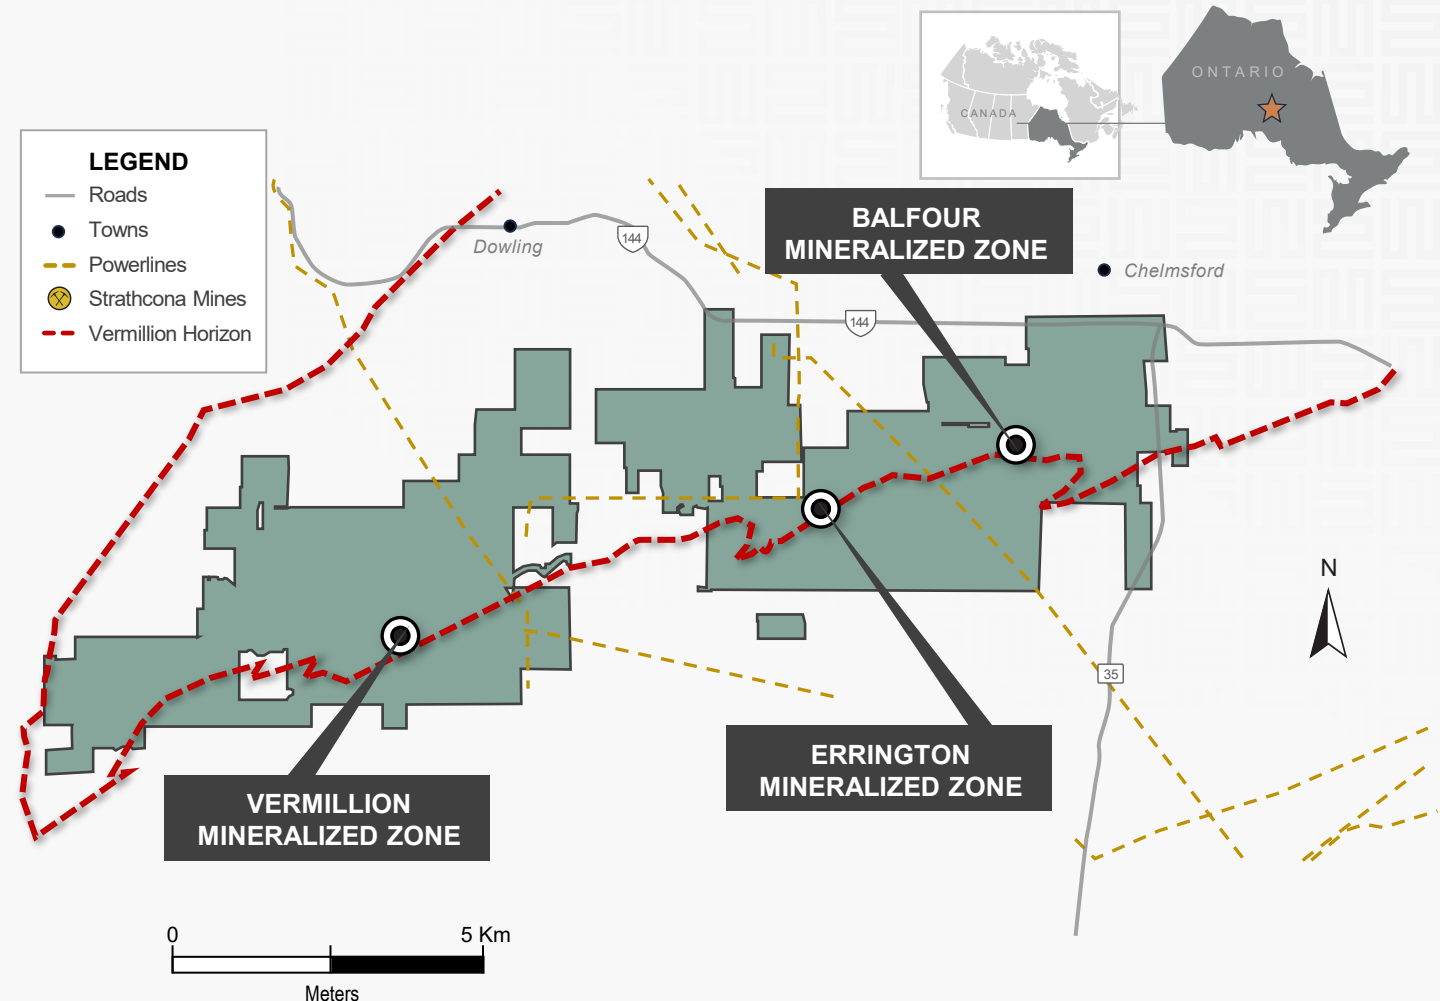 ONTARIO
CANADA
LEGEND
Roads
Towns
Powerlines
Strathcona Mines
Vermillion Horizon
BALFOUR
MINERALIZED ZONE
Dowling
144
Chelmsford
144
N
35
ERRINGTON
MINERALIZED ZONE
VERMILLION
MINERALIZED ZONE
0
5 Km
Meters